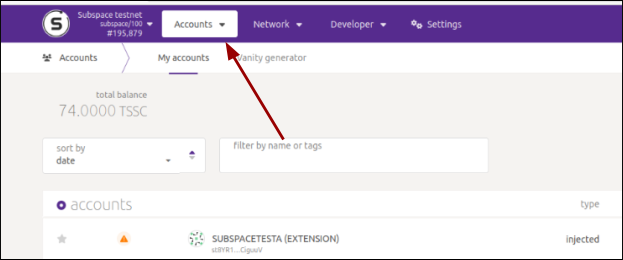 Subspace testnet
subspace/100
#195,879
Accounts
Network
Developer
Settings
Accounts
My accounts
Vanity generator
total balance
74.0000 TSSC
sort by
date
filter by name or tags
accounts
type
SUBSPACETESTA (EXTENSION)
injected
st8YR1...CiguuV